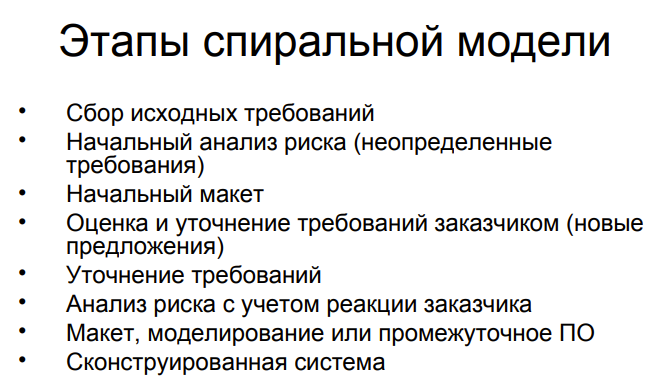 Этапы спиральной модели
• Сбор исходных требований
• Начальный анализ риска (неопределенные
требования)
• Начальный макет
• Оценка и уточнение требований заказчиком (новые
предложения)
• Уточнение требований
• Анализ риска с учетом реакции заказчика
• Макет, моделирование или промежуточное ПО
• Сконструированная система